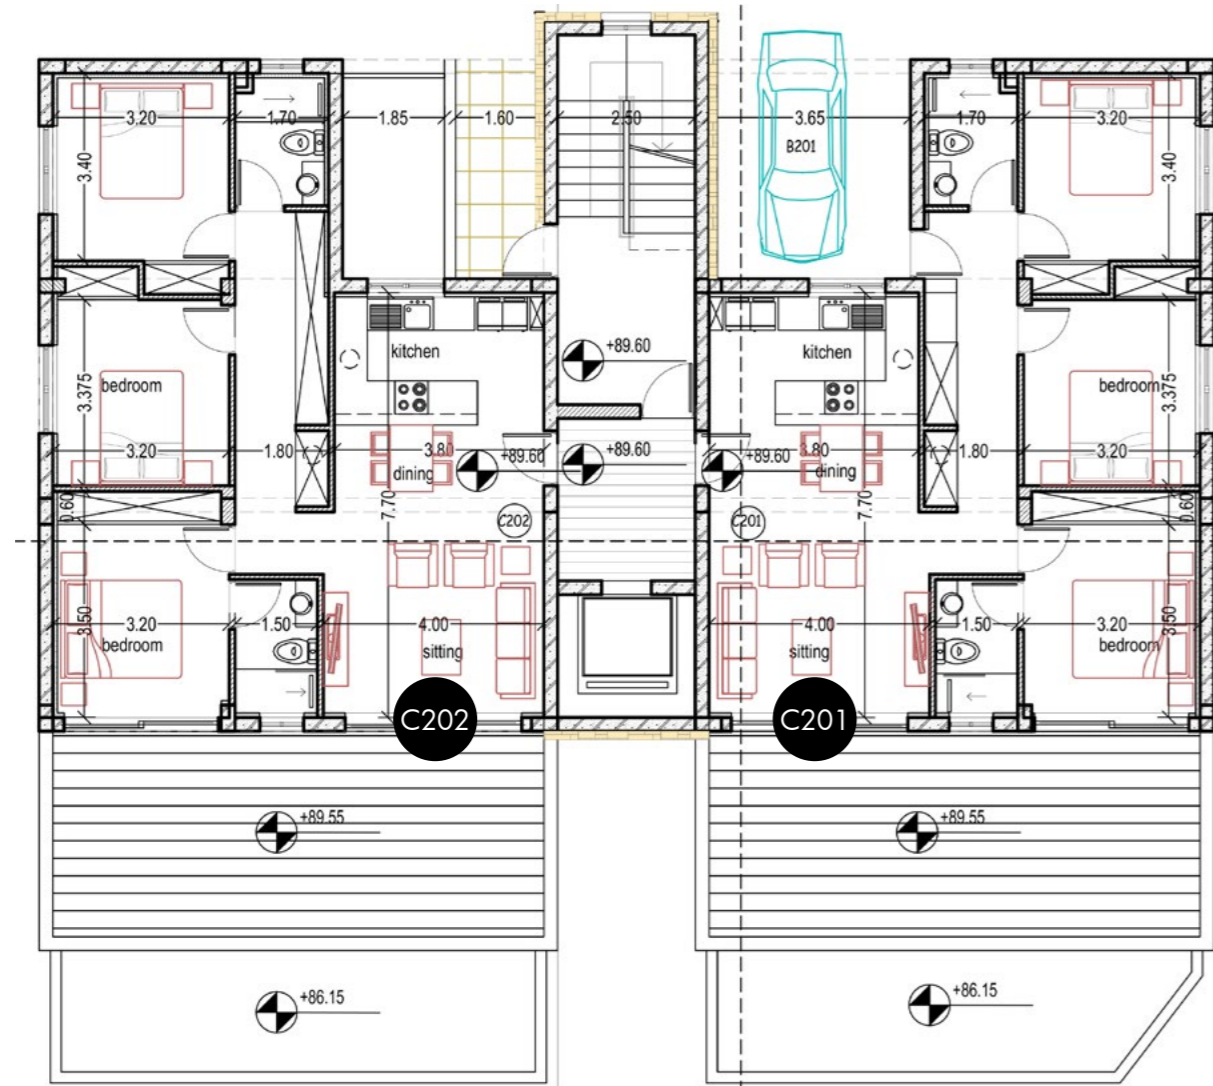 3.20 1.70 1.85 1.60 2.50 3.65 1.70 3.20
B201
3.40 3.40
kitchen +89.60 kitchen
bedroom bedroom
3.375 3.375
3.20 1.80 3.80 +89.60 +89.60 +89.60 3.80 1.80 3.20
dining dining
0.60 7.70 7.70 0.60
C202 C201
3.50 3.20 1.50 4.00 4.00 1.50 3.20 3.50
bedroom sitting sitting bedroom
C202 C201
+89.55 +89.55
+86.15 +86.15